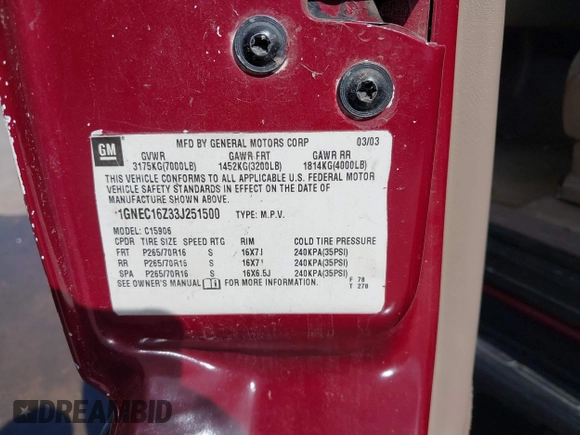 GM
MFD BY GENERAL MOTORS CORP 03/03
GVWR GAWR FRT GAWR RR
3175KG(7000LB) 1452KG(3200LB) 1814KG(4000LB)
THIS VEHICLE CONFORMS TO ALL APPLICABLE U.S. FEDERAL MOTOR
VEHICLE SAFETY STANDARDS IN EFFECT ON THE DATE OF
MANUFACTURE SHOWN ABOVE.
1GNEC16Z33J251500 TYPE: M.P.V.
MODEL: C15906
CPDR TIRE SIZE SPEED RTG RIM COLD TIRE PRESSURE
FRT P265/70R16 S 16X7J 240KPA(35PSI)
RR P265/70R16 S 16X7J 240KPA(35PSI)
SPA P265/70R16 S 16X6.5J 240KPA(35PSI)
SEE OWNER'S MANUAL FOR MORE INFORMATION. F 78
T 278
DREAMBID